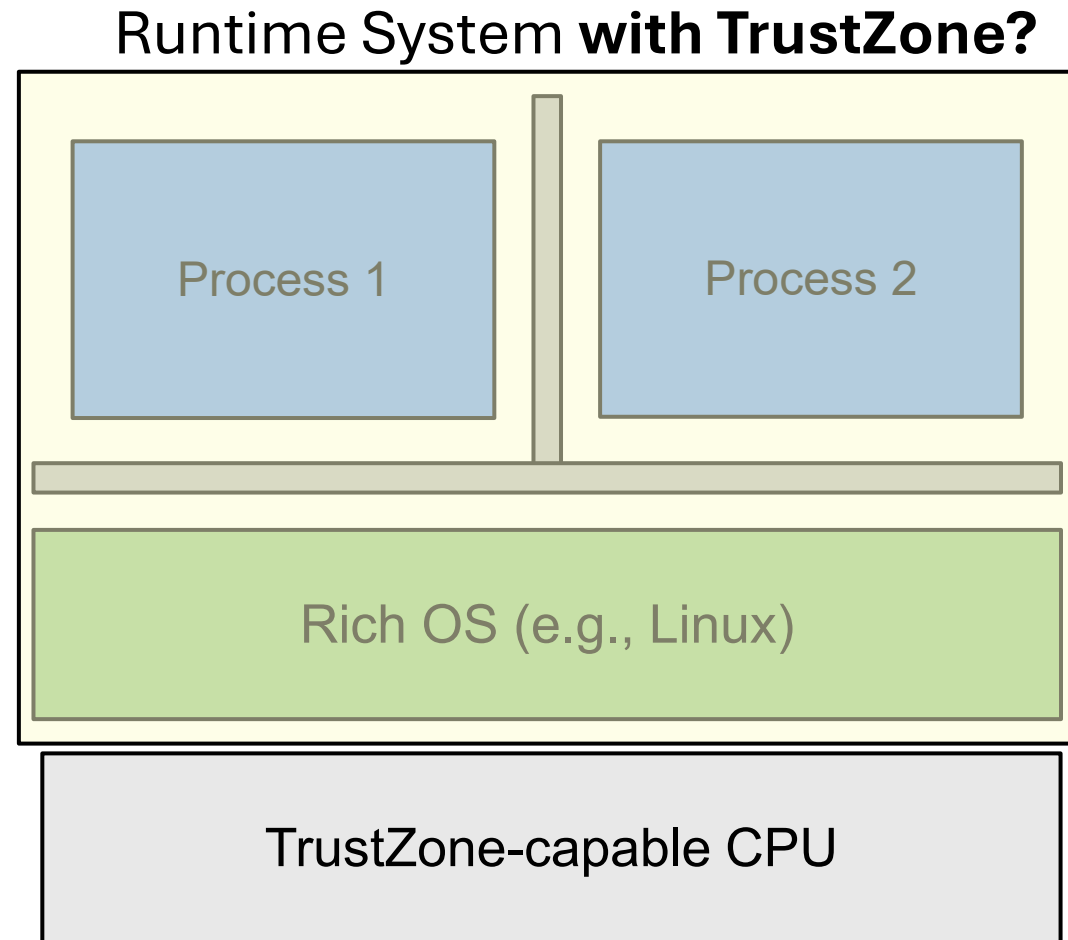 Runtime System with TrustZone?
Process 1
Process 2
Rich OS (e.g., Linux)
TrustZone-capable CPU